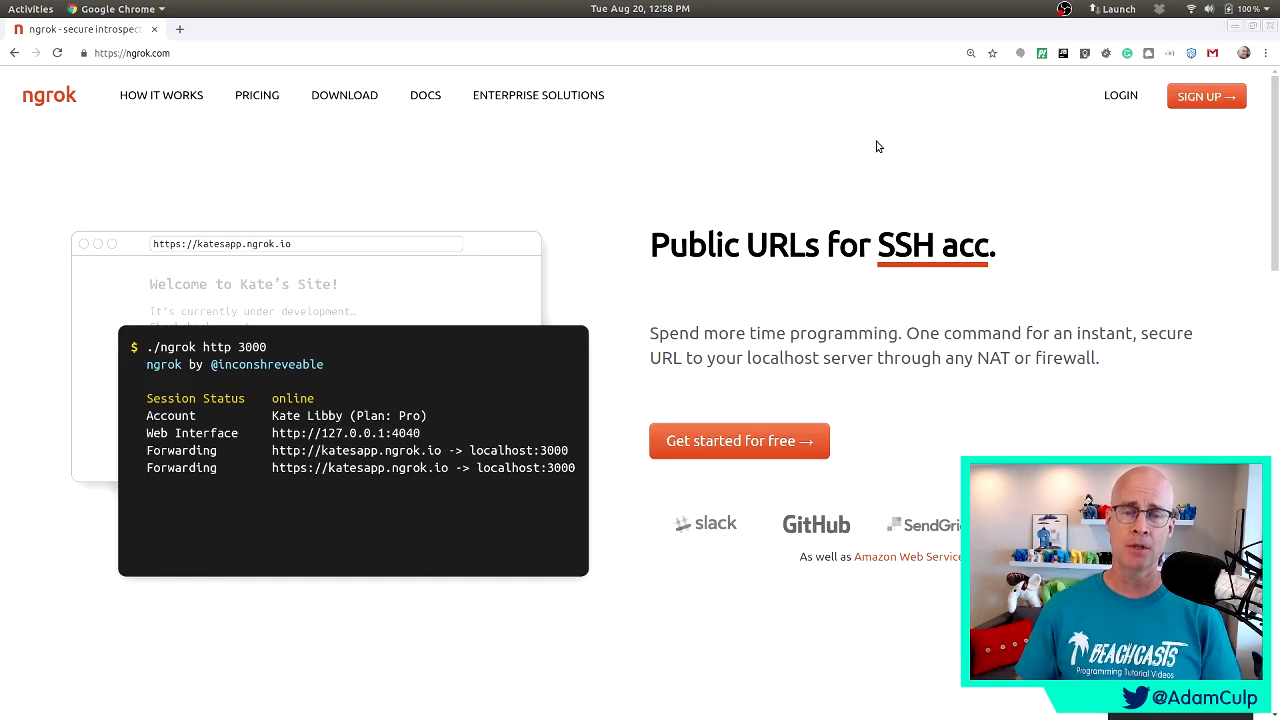 Activities Google Chrome Tue Aug 20, 12:58 PM Launch 100%
ngrok - secure introspect
https://ngrok.com
ngrok HOW IT WORKS PRICING DOWNLOAD DOCS ENTERPRISE SOLUTIONS LOGIN SIGN UP →
https://katesapp.ngrok.io
Welcome to Kate's Site!
It's currently under development…
$ ./ngrok http 3000
ngrok by @inconshreveable
Session Status online
Account Kate Libby (Plan: Pro)
Web Interface http://127.0.0.1:4040
Forwarding http://katesapp.ngrok.io -> localhost:3000
Forwarding https://katesapp.ngrok.io -> localhost:3000
Public URLs for SSH acc.
Spend more time programming. One command for an instant, secure
URL to your localhost server through any NAT or firewall.
Get started for free →
slack GitHub SendGri
As well as Amazon Web Service
BEACHCASTS
Programming Tutorial Videos
@AdamCulp